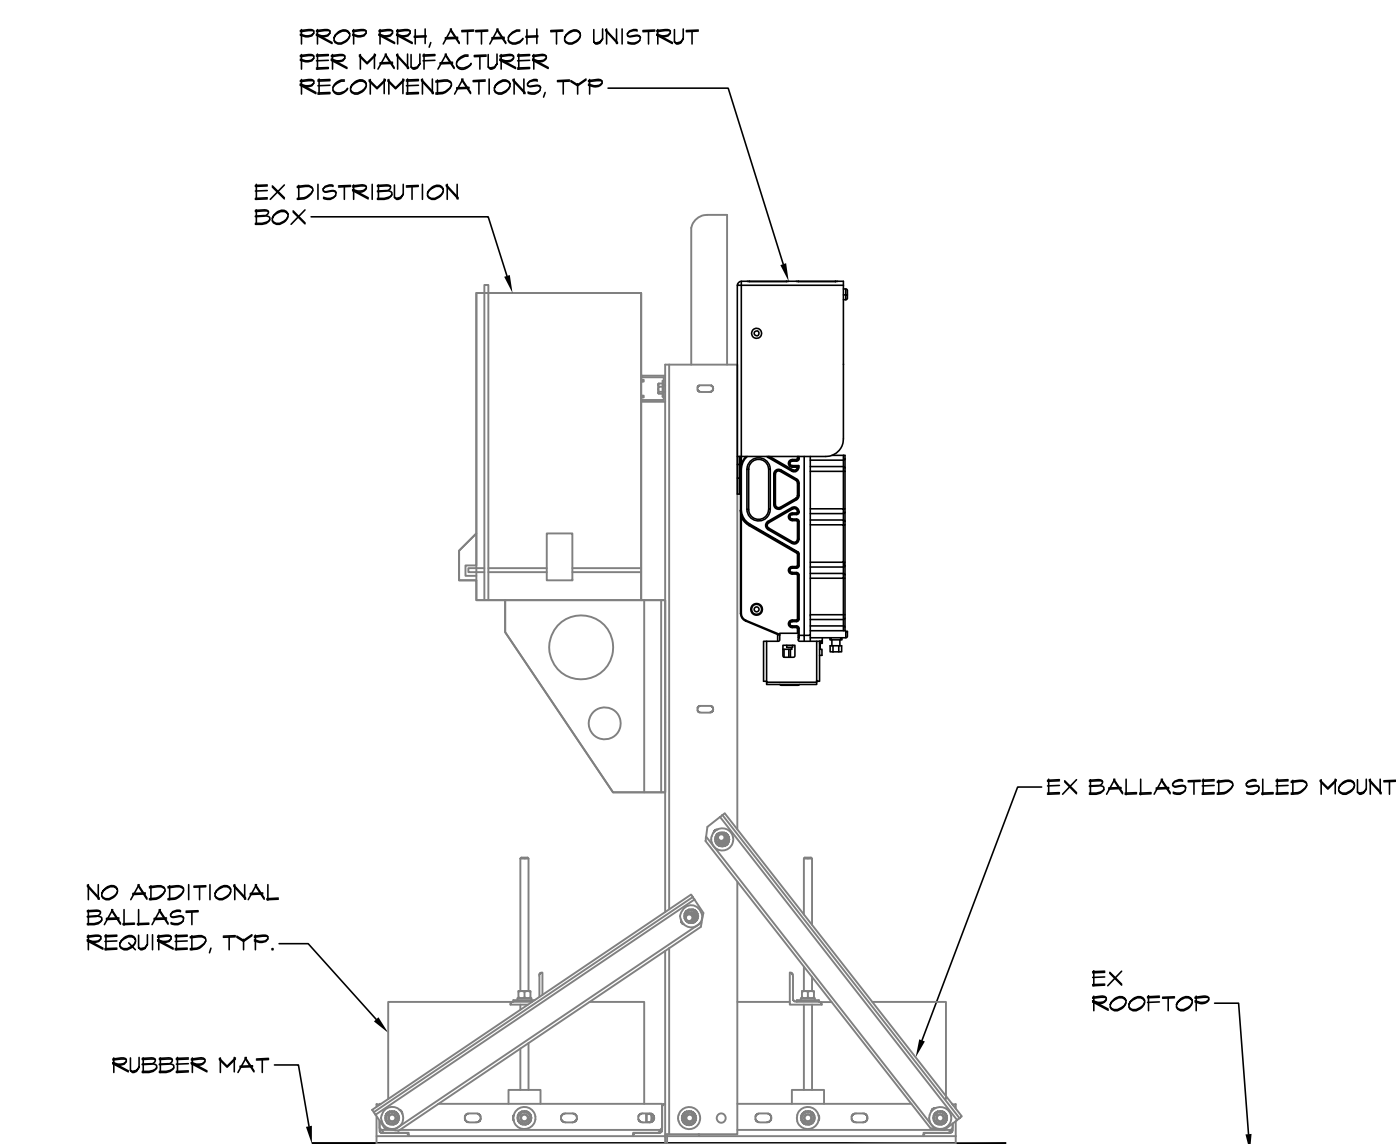 PROP RRH, ATTACH TO UNISTRUT
PER MANUFACTURER
RECOMMENDATIONS, TYP
EX DISTRIBUTION
BOX
EX BALLASTED SLED MOUNT
NO ADDITIONAL
BALLAST
REQUIRED, TYP.
EX
ROOFTOP
RUBBER MAT